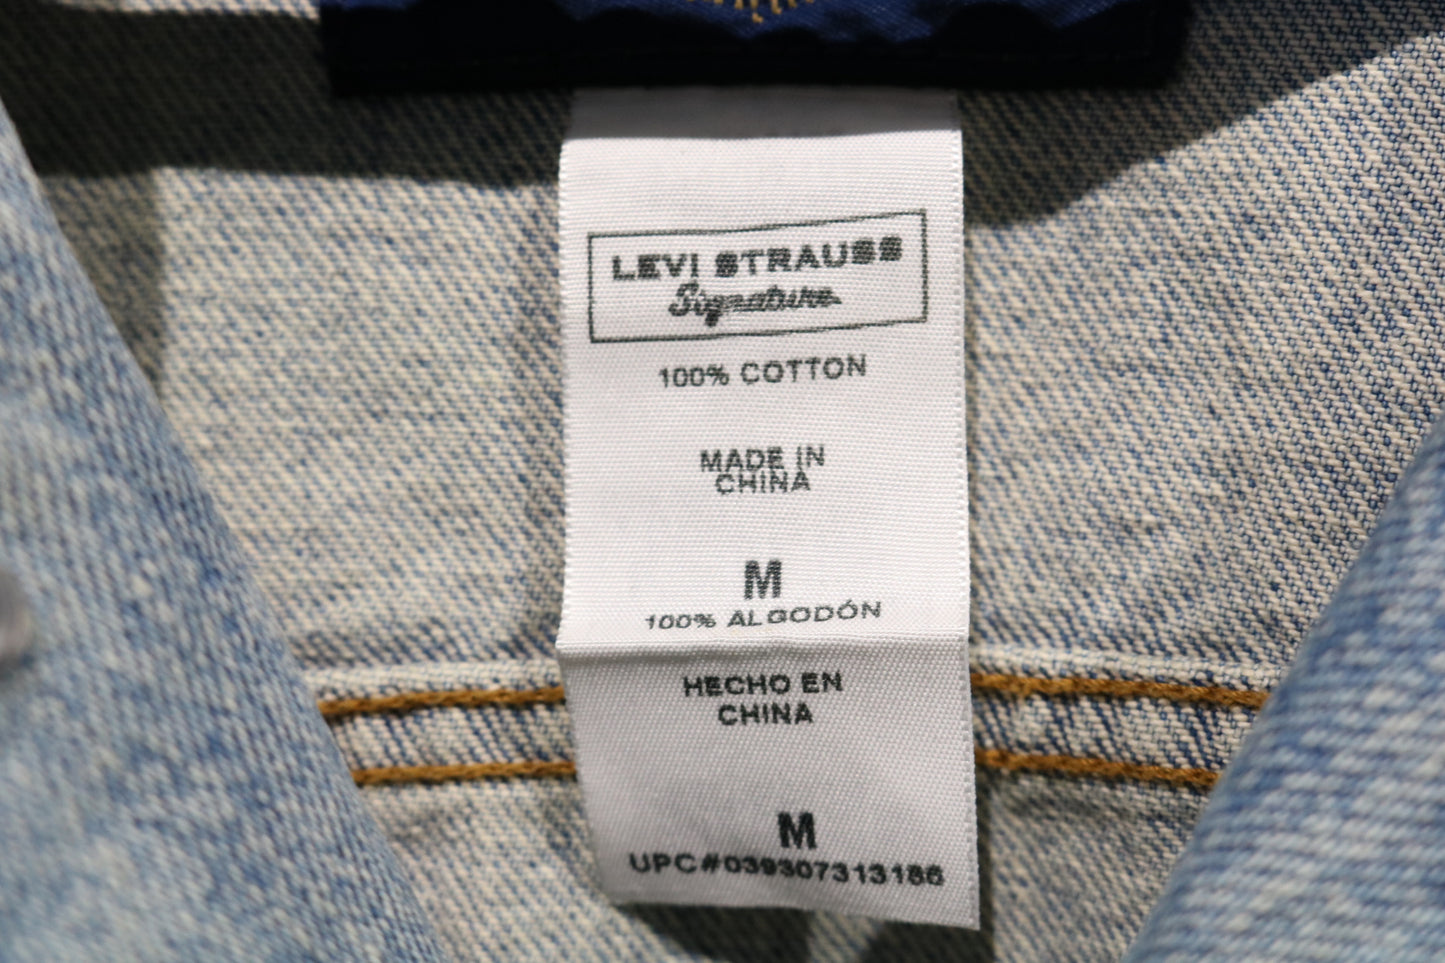 LEVI STRAUSS
Signature
100% COTTON
MADE IN
CHINA
M
100% ALGODÓN
HECHO EN
CHINA
M
UPC#039307313186